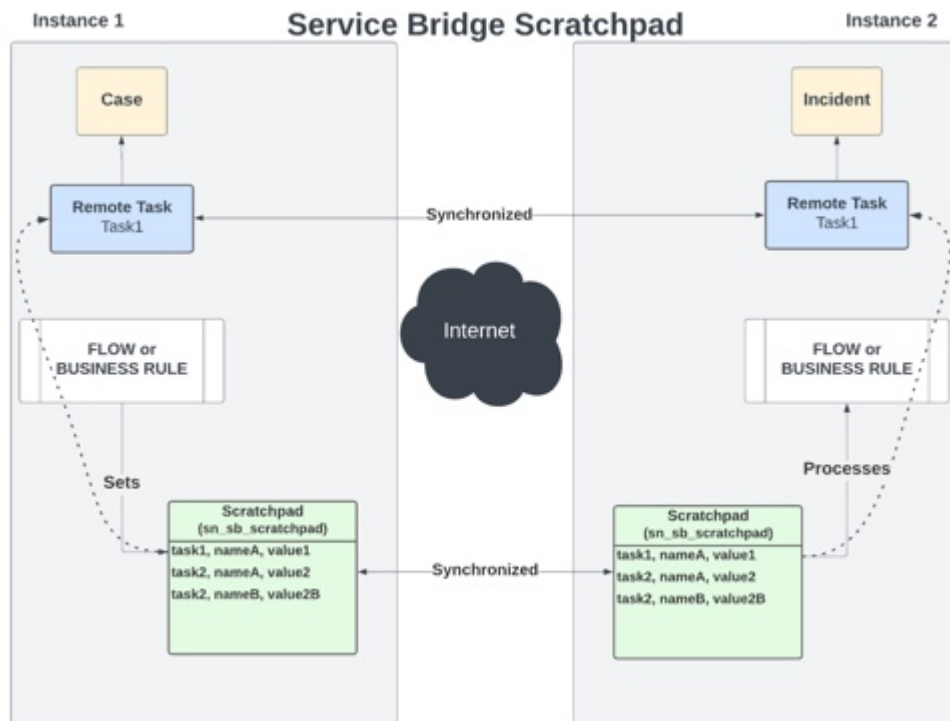 Instance 1
Service Bridge Scratchpad
Instance 2
Case
Incident
Remote Task
Task1
Synchronized
Remote Task
Task1
Internet
FLOW or
BUSINESS RULE
FLOW or
BUSINESS RULE
Sets
Processes
Scratchpad
(sn_sb_scratchpad)
task1, nameA, value1
task2, nameA, value2
task2, nameB, value2B
Synchronized
Scratchpad
(sn_sb_scratchpad)
task1, nameA, value1
task2, nameA, value2
task2, nameB, value2B